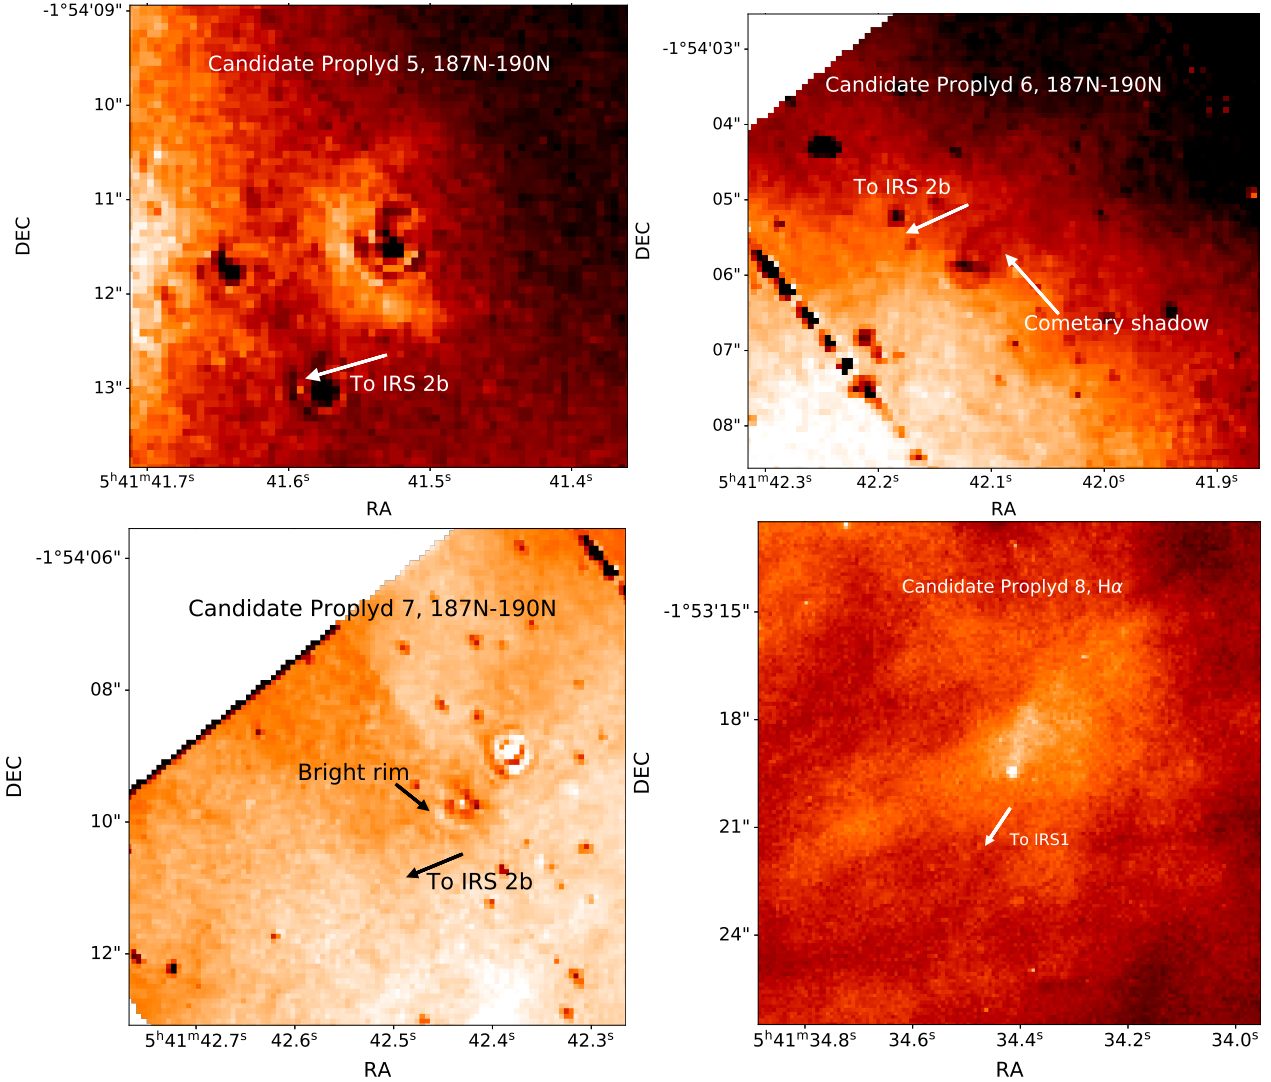 Candidate Proplyd 5, 187N-190N
-1°54'09"
10"
11"
12"
13"
DEC
To IRS 2b
5ʰ41ᵐ41.7ˢ
41.6ˢ
41.5ˢ
41.4ˢ
RA
Candidate Proplyd 6, 187N-190N
-1°54'03"
04"
05"
06"
07"
08"
DEC
To IRS 2b
Cometary shadow
5ʰ41ᵐ42.3ˢ
42.2ˢ
42.1ˢ
42.0ˢ
41.9ˢ
RA
Candidate Proplyd 7, 187N-190N
-1°54'06"
08"
10"
12"
DEC
Bright rim
To IRS 2b
5ʰ41ᵐ42.7ˢ
42.6ˢ
42.5ˢ
42.4ˢ
42.3ˢ
RA
Candidate Proplyd 8, Hα
-1°53'15"
18"
21"
24"
DEC
To IRS1
5ʰ41ᵐ34.8ˢ
34.6ˢ
34.4ˢ
34.2ˢ
34.0ˢ
RA